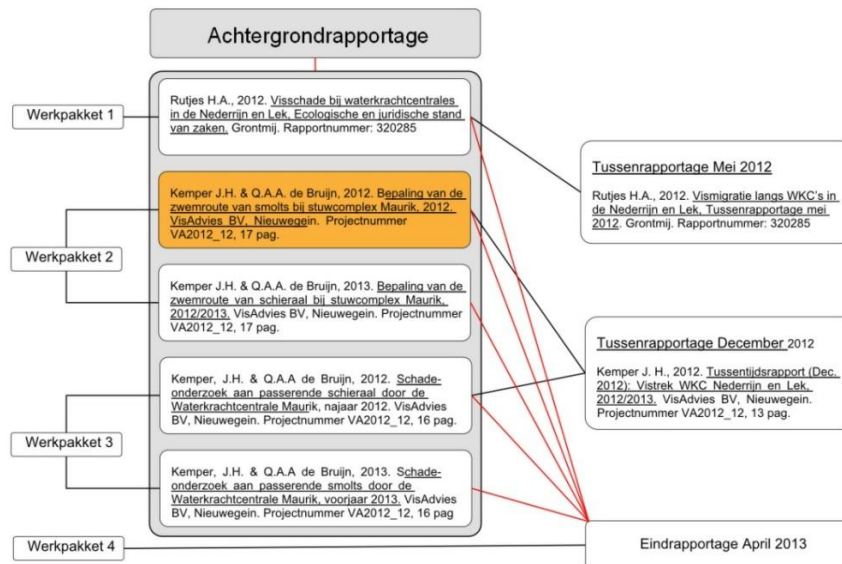 Achtergrondrapportage
Werkpakket 1
Rutjes H.A., 2012. Visschade bij waterkrachtcentrales
in de Nederrijn en Lek, Ecologische en juridische stand
van zaken. Grontmij. Rapportnummer: 320285
Kemper J.H. & Q.A.A. de Bruijn, 2012. Bepaling van de
zwemroute van smolts bij stuwcomplex Maurik, 2012.
VisAdvies BV, Nieuwegein. Projectnummer
VA2012_12, 17 pag.
Werkpakket 2
Kemper J.H. & Q.A.A. de Bruijn, 2013. Bepaling van de
zwemroute van schieraal bij stuwcomplex Maurik,
2012/2013. VisAdvies BV, Nieuwegein. Projectnummer
VA2012_12, 17 pag.
Kemper, J.H. & Q.A.A de Bruijn, 2012. Schade-
onderzoek aan passerende schieraal door de
Waterkrachtcentrale Maurik, najaar 2012. VisAdvies
BV, Nieuwegein. Projectnummer VA2012_12, 16 pag.
Werkpakket 3
Kemper, J.H. & Q.A.A de Bruijn, 2013. Schade-
onderzoek aan passerende smolts door de
Waterkrachtcentrale Maurik, voorjaar 2013. VisAdvies
BV, Nieuwegein. Projectnummer VA2012_12, 16 pag
Werkpakket 4
Tussenrapportage Mei 2012
Rutjes H.A., 2012. Vismigratie langs WKC's in
de Nederrijn en Lek, Tussenrapportage mei
2012. Grontmij. Rapportnummer: 320285
Tussenrapportage December 2012
Kemper J. H., 2012. Tussentijdsrapport (Dec.
2012): Vistrek WKC Nederrijn en Lek,
2012/2013. VisAdvies BV, Nieuwegein.
Projectnummer VA2012_12, 13 pag.
Eindrapportage April 2013